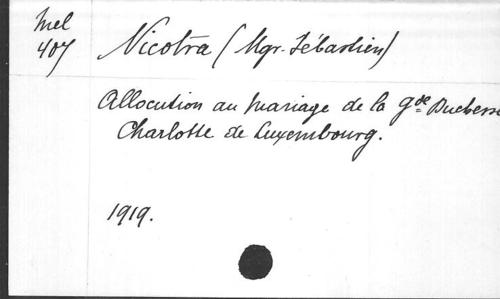 Mel
407
Nicotra (Mgr. Sébastien)
Allocution au mariage de la Gde Duchesse
Charlotte de Luxembourg.
1919.